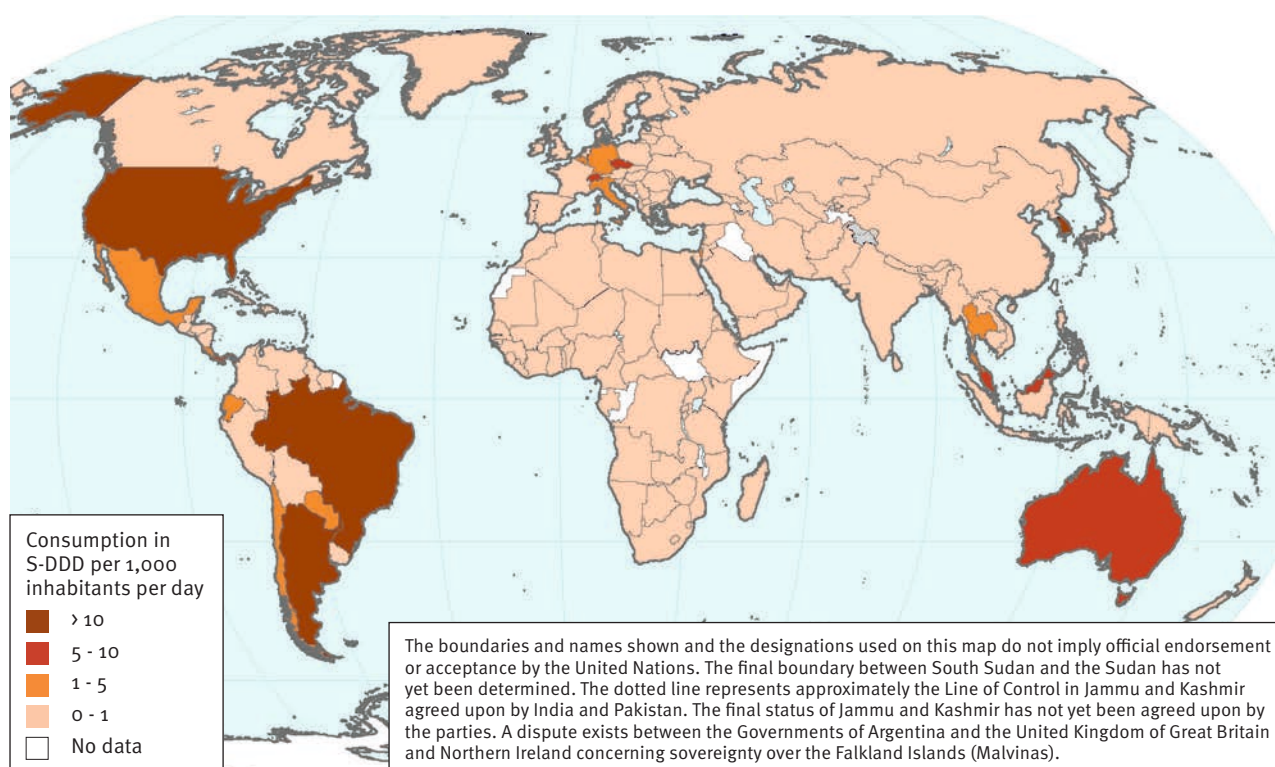 Consumption in
S-DDD per 1,000
inhabitants per day
> 10
5 - 10
1 - 5
0 - 1
No data
The boundaries and names shown and the designations used on this map do not imply official endorsement
or acceptance by the United Nations. The final boundary between South Sudan and the Sudan has not
yet been determined. The dotted line represents approximately the Line of Control in Jammu and Kashmir
agreed upon by India and Pakistan. The final status of Jammu and Kashmir has not yet been agreed upon by
the parties. A dispute exists between the Governments of Argentina and the United Kingdom of Great Britain
and Northern Ireland concerning sovereignty over the Falkland Islands (Malvinas).